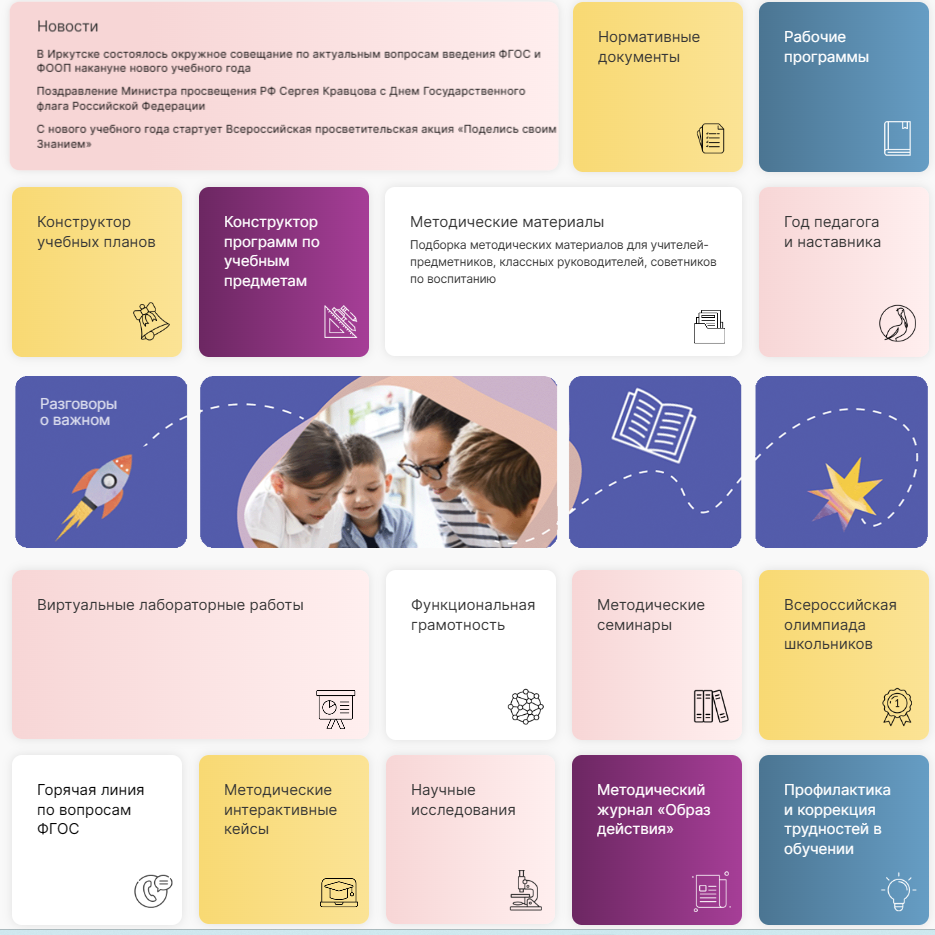 Новости
В Иркутске состоялось окружное совещание по актуальным вопросам введения ФГОС и
ФООП накануне нового учебного года
Поздравление Министра просвещения РФ Сергея Кравцова с Днем Государственного
флага Российской Федерации
С нового учебного года стартует Всероссийская просветительская акция «Поделись своим
Знанием»
Нормативные
документы
Рабочие
программы
Конструктор
учебных планов
Конструктор
программ по
учебным
предметам
Методические материалы
Подборка методических материалов для учителей-
предметников, классных руководителей, советников
по воспитанию
Год педагога
и наставника
Разговоры
о важном
Виртуальные лабораторные работы
Функциональная
грамотность
Методические
семинары
Всероссийская
олимпиада
школьников
1
Горячая линия
по вопросам
ФГОС
Методические
интерактивные
кейсы
Научные
исследования
Методический
журнал «Образ
действия»
Профилактика
и коррекция
трудностей в
обучении